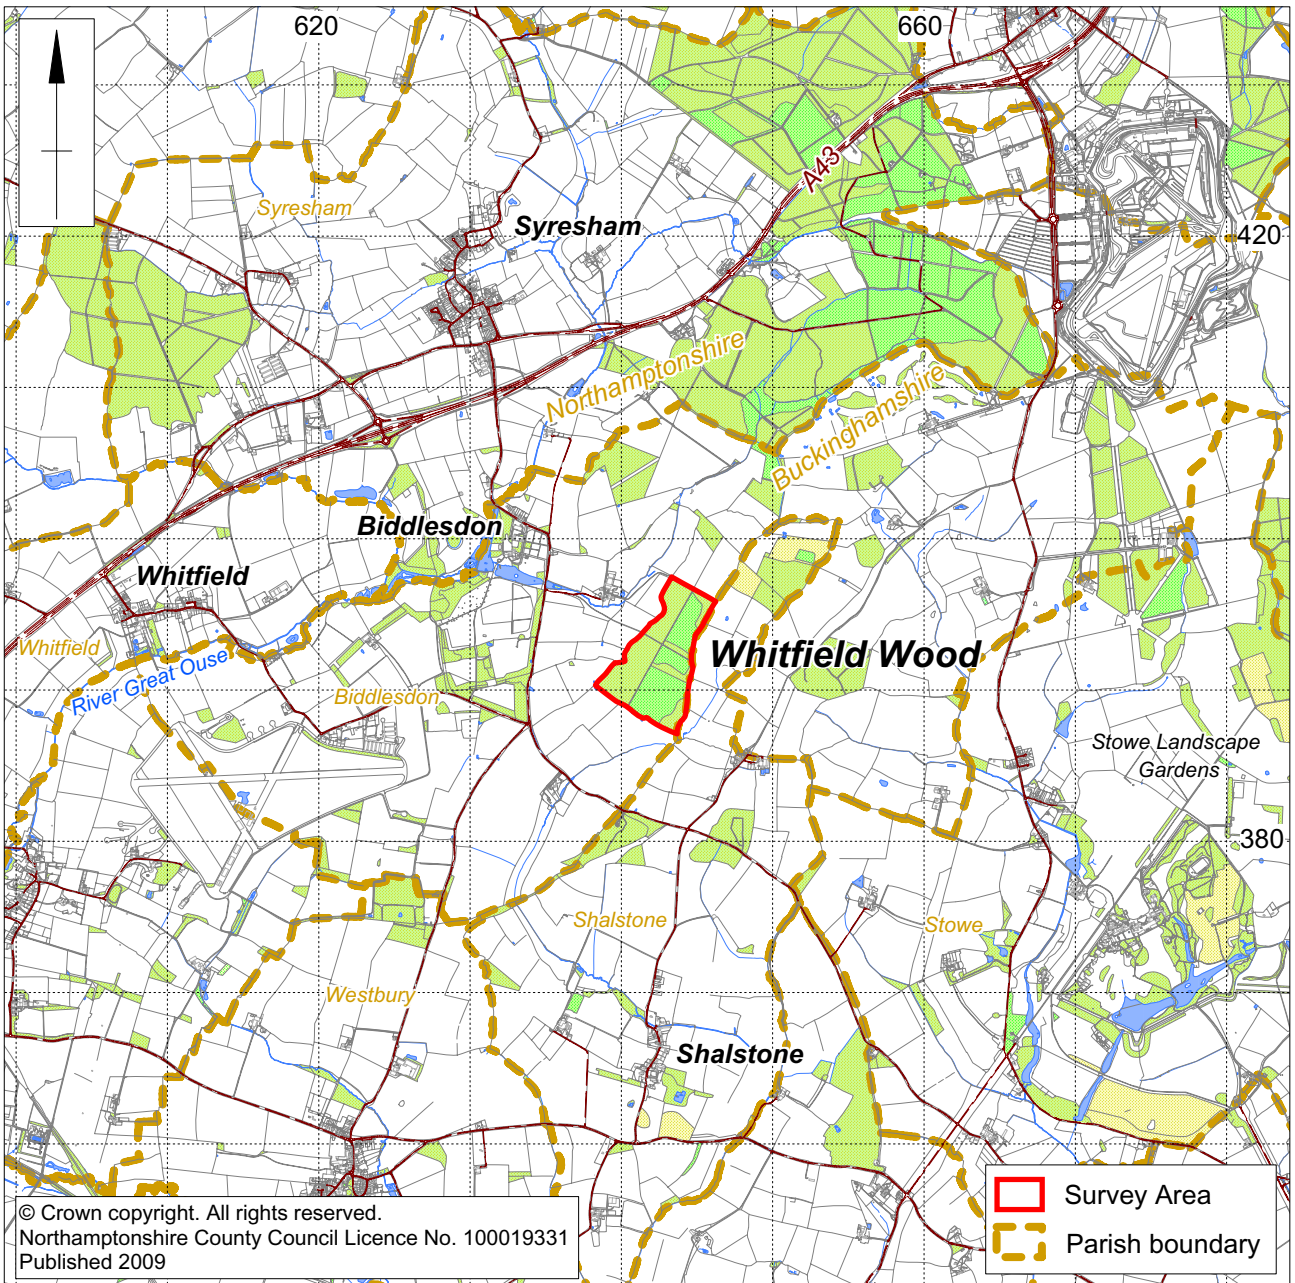 620
660
A43
Syresham
Syresham
420
Northamptonshire
Buckinghamshire
Biddlesdon
Whitfield
Whitfield
River Great Ouse
Biddlesdon
Whitfield Wood
Stowe Landscape
Gardens
380
Shalstone
Stowe
Westbury
Shalstone
Survey Area
Parish boundary
© Crown copyright. All rights reserved.
Northamptonshire County Council Licence No. 100019331
Published 2009